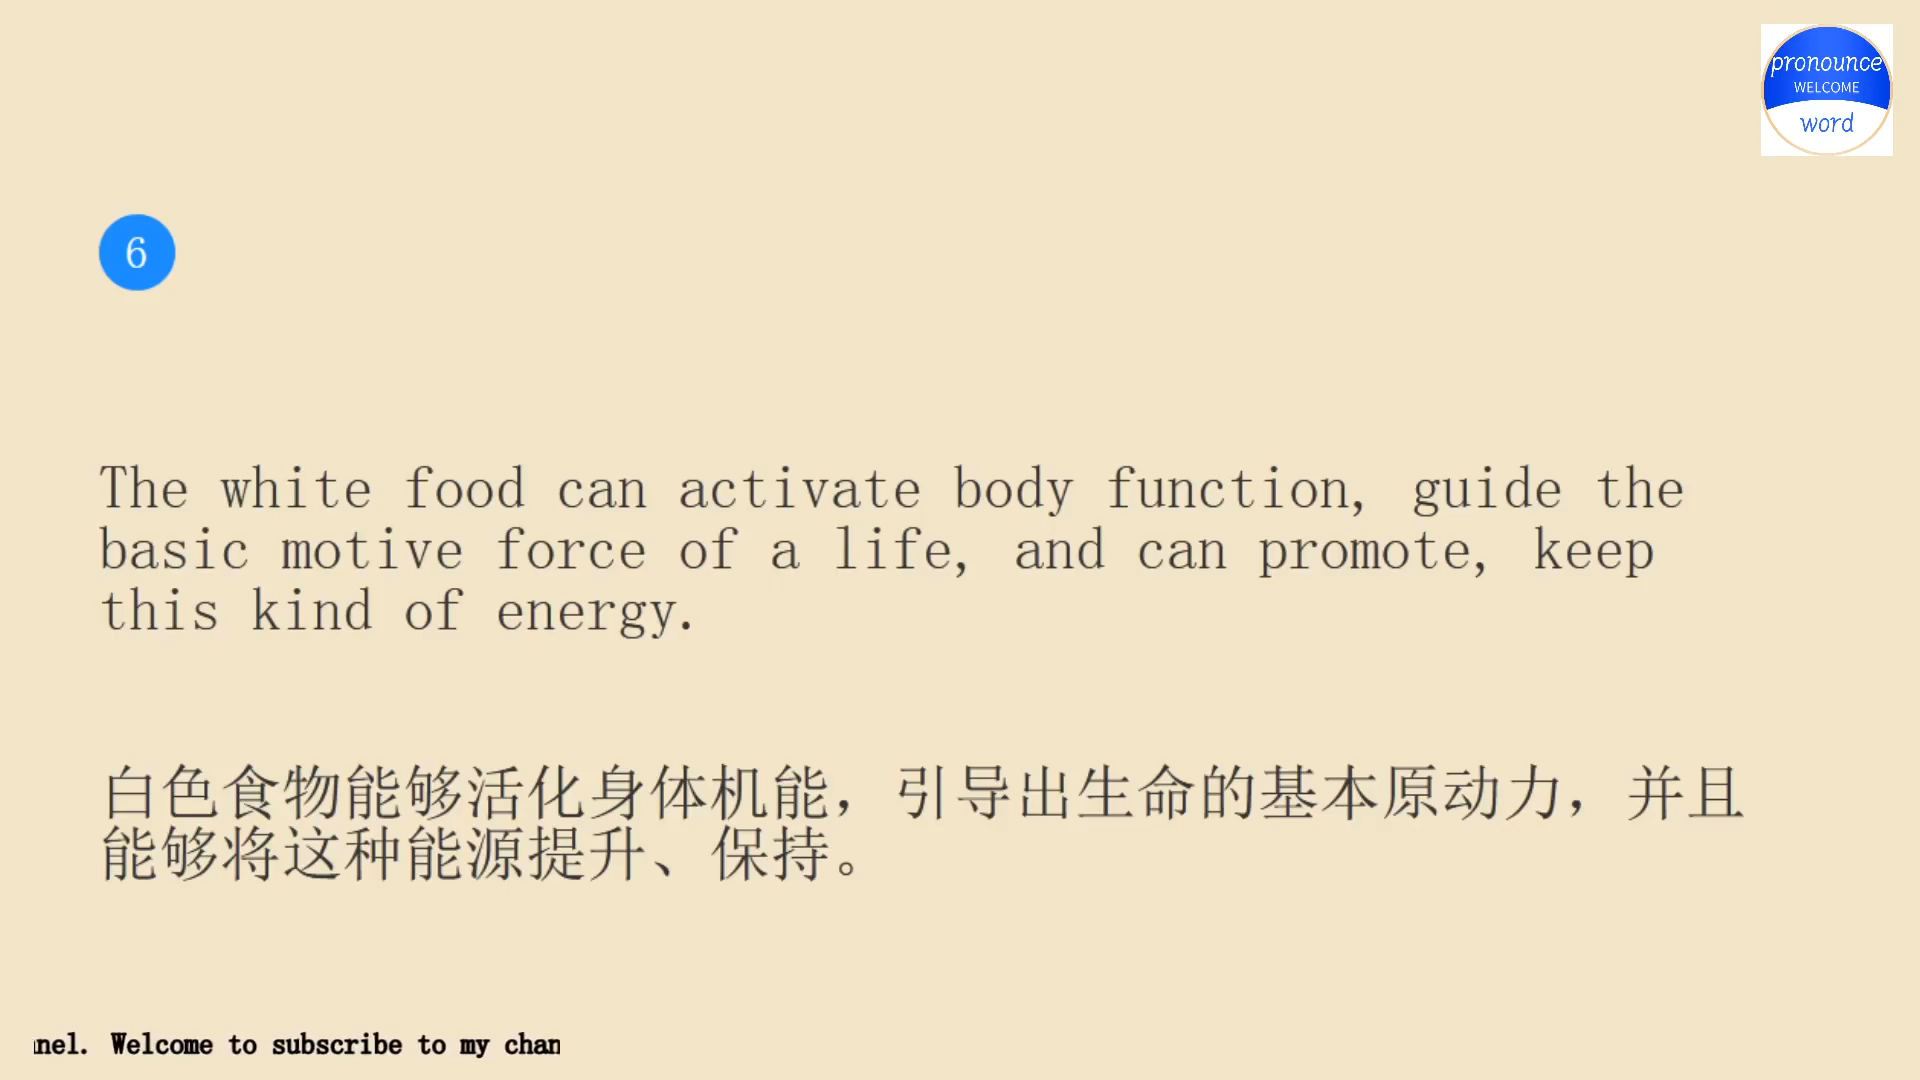 pronounce
WELCOME
word
6
The white food can activate body function, guide the
basic motive force of a life, and can promote, keep
this kind of energy.
白色食物能够活化身体机能，引导出生命的基本原动力，并且
能够将这种能源提升、保持。
nel. Welcome to subscribe to my chan